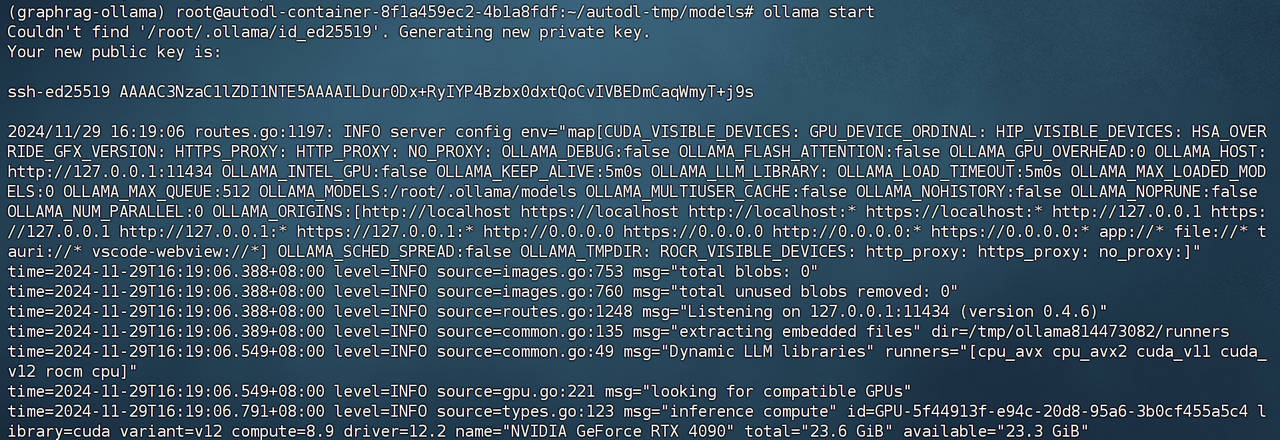 (graphrag-ollama) root@autodl-container-8f1a459ec2-4b1a8fdf:~/autodl-tmp/models# ollama start
Couldn't find '/root/.ollama/id_ed25519'. Generating new private key.
Your new public key is:
ssh-ed25519 AAAAC3NzaC1lZDI1NTE5AAAAILDur0Dx+RyIYP4Bzbx0dxtQoCvIVBEDmCaqWmyT+j9s
2024/11/29 16:19:06 routes.go:1197: INFO server config env="map[CUDA_VISIBLE_DEVICES: GPU_DEVICE_ORDINAL: HIP_VISIBLE_DEVICES: HSA_OVER
RIDE_GFX_VERSION: HTTPS_PROXY: HTTP_PROXY: NO_PROXY: OLLAMA_DEBUG:false OLLAMA_FLASH_ATTENTION:false OLLAMA_GPU_OVERHEAD:0 OLLAMA_HOST:
http://127.0.0.1:11434 OLLAMA_INTEL_GPU:false OLLAMA_KEEP_ALIVE:5m0s OLLAMA_LLM_LIBRARY: OLLAMA_LOAD_TIMEOUT:5m0s OLLAMA_MAX_LOADED_MOD
ELS:0 OLLAMA_MAX_QUEUE:512 OLLAMA_MODELS:/root/.ollama/models OLLAMA_MULTIUSER_CACHE:false OLLAMA_NOHISTORY:false OLLAMA_NOPRUNE:false
OLLAMA_NUM_PARALLEL:0 OLLAMA_ORIGINS:[http://localhost https://localhost http://localhost:* https://localhost:* http://127.0.0.1 https:
//127.0.0.1 http://127.0.0.1:* https://127.0.0.1:* http://0.0.0.0 https://0.0.0.0 http://0.0.0.0:* https://0.0.0.0:* app://* file://* t
auri://* vscode-webview://*] OLLAMA_SCHED_SPREAD:false OLLAMA_TMPDIR: ROCR_VISIBLE_DEVICES: http_proxy: https_proxy: no_proxy:]"
time=2024-11-29T16:19:06.388+08:00 level=INFO source=images.go:753 msg="total blobs: 0"
time=2024-11-29T16:19:06.388+08:00 level=INFO source=images.go:760 msg="total unused blobs removed: 0"
time=2024-11-29T16:19:06.388+08:00 level=INFO source=routes.go:1248 msg="Listening on 127.0.0.1:11434 (version 0.4.6)"
time=2024-11-29T16:19:06.389+08:00 level=INFO source=common.go:135 msg="extracting embedded files" dir=/tmp/ollama814473082/runners
time=2024-11-29T16:19:06.549+08:00 level=INFO source=common.go:49 msg="Dynamic LLM libraries" runners="[cpu_avx cpu_avx2 cuda_v11 cuda_
v12 rocm cpu]"
time=2024-11-29T16:19:06.549+08:00 level=INFO source=gpu.go:221 msg="looking for compatible GPUs"
time=2024-11-29T16:19:06.791+08:00 level=INFO source=types.go:123 msg="inference compute" id=GPU-5f44913f-e94c-20d8-95a6-3b0cf455a5c4 l
ibrary=cuda variant=v12 compute=8.9 driver=12.2 name="NVIDIA GeForce RTX 4090" total="23.6 GiB" available="23.3 GiB"